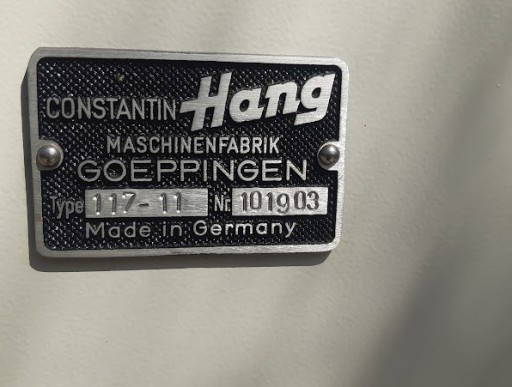 CONSTANTIN Hang
MASCHINENFABRIK
GOEPPINGEN
Type 117-11 Nr. 101903
Made in Germany